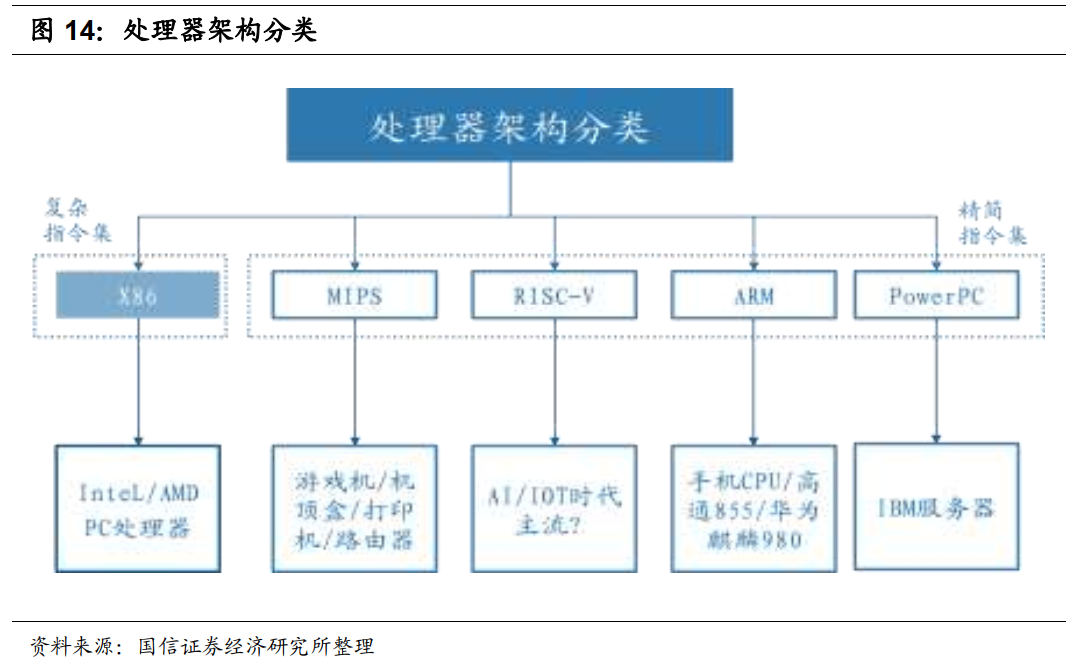 图 14：处理器架构分类
处理器架构分类
复杂
指令集
精简
指令集
X86
MIPS
RISC-V
ARM
PowerPC
InteL/AMD
PC处理器
游戏机/机
顶盒/打印
机/路由器
AI/IOT时代
主流?
手机CPU/高
通855/华为
麒麟980
IBM服务器
资料来源：国信证券经济研究所整理